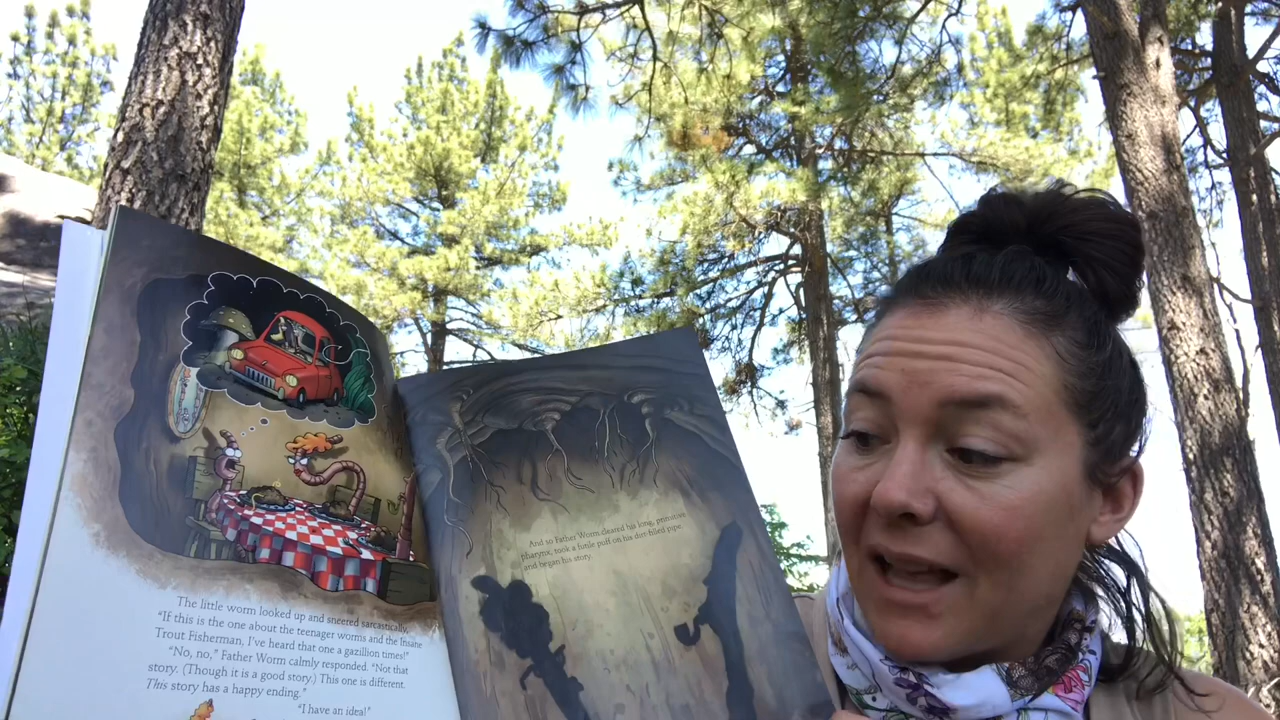 The little worm looked up and sneered sarcastically,
"If this is the one about the teenager worms and the Insane
Trout Fisherman, I've heard that one a gazillion times!"
"No, no," Father Worm calmly responded. "Not that
story. (Though it is a good story.) This one is different.
This story has a happy ending."
"I have an idea!"
And so Father Worm cleared his long, primitive
pharynx, took a futile puff on his dirt-filled pipe,
and began his story.